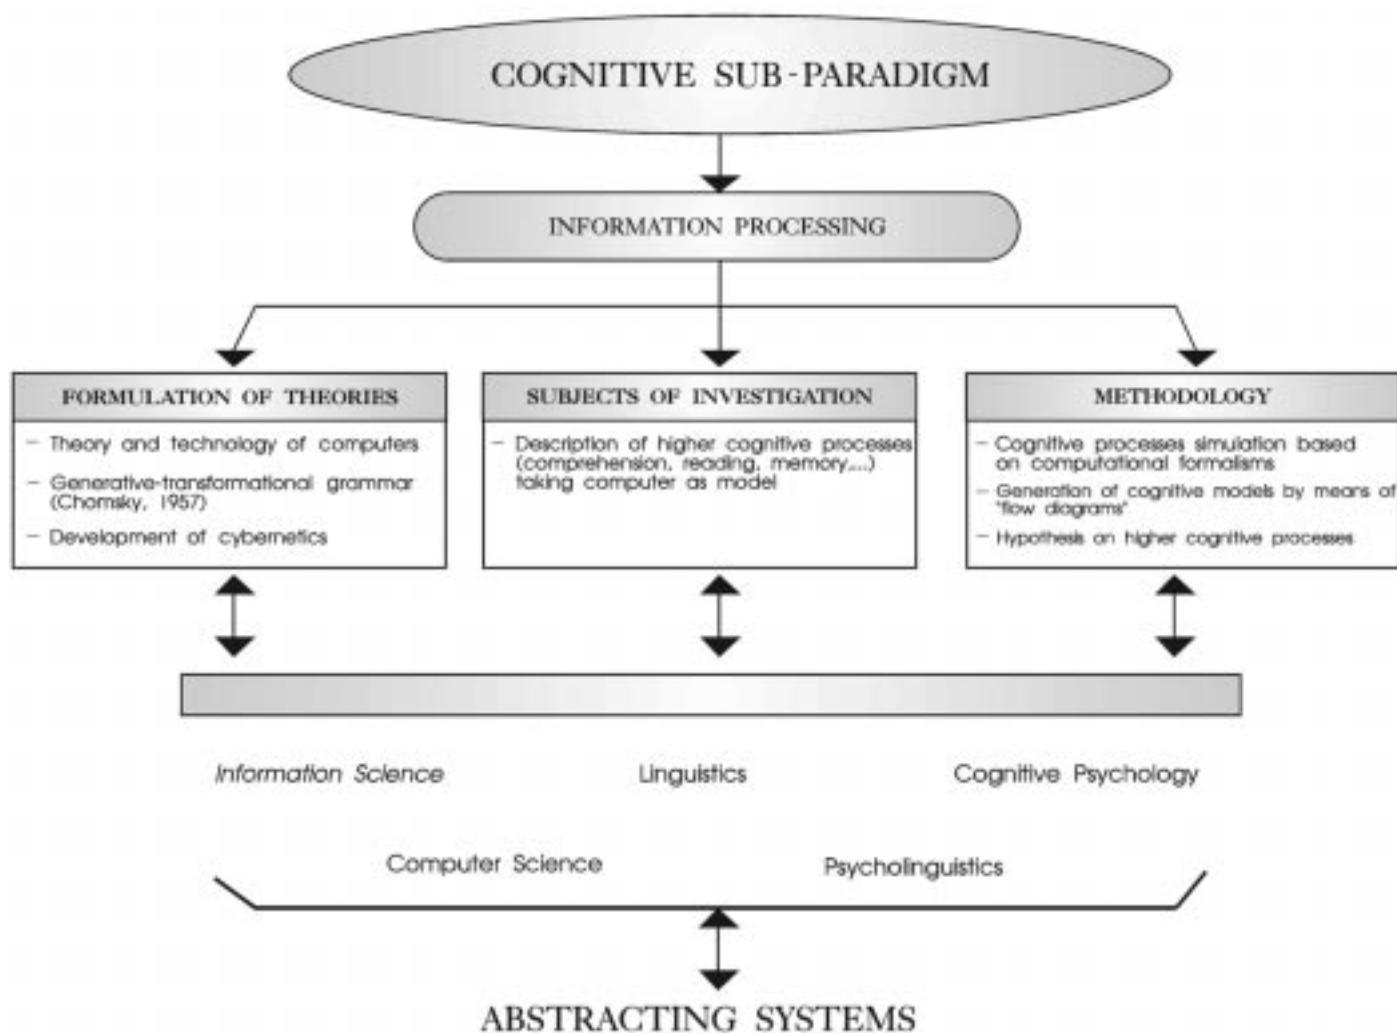 COGNITIVE SUB-PARADIGM
INFORMATION PROCESSING
FORMULATION OF THEORIES
– Theory and technology of computers
– Generative-transformational grammar
(Chomsky, 1957)
– Development of cybernetics
SUBJECTS OF INVESTIGATION
– Description of higher cognitive processes
(comprehension, reading, memory,...)
taking computer as model
METHODOLOGY
– Cognitive processes simulation based
on computational formalisms
– Generation of cognitive models by means of
"flow diagrams"
– Hypothesis on higher cognitive processes
Information Science
Linguistics
Cognitive Psychology
Computer Science
Psycholinguistics
ABSTRACTING SYSTEMS